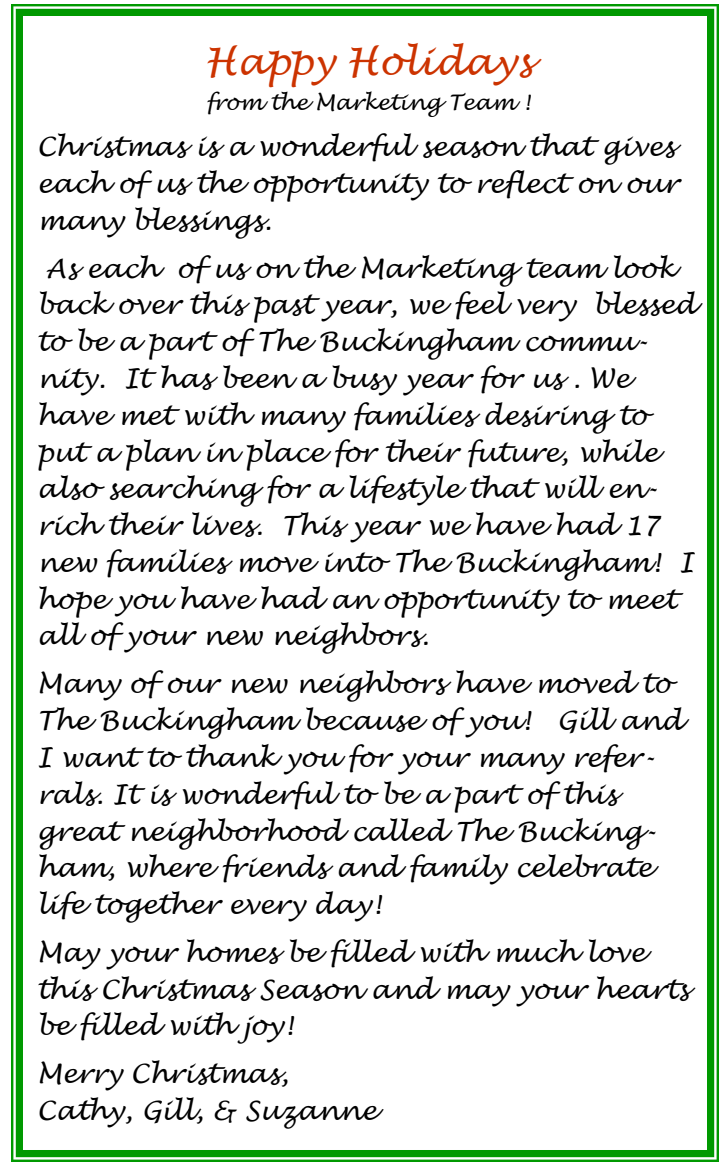 Happy Holidays
from the Marketing Team !
Christmas is a wonderful season that gives
each of us the opportunity to reflect on our
many blessings.
As each  of us on the Marketing team look
back over this past year, we feel very  blessed
to be a part of The Buckingham commu-
nity.  It has been a busy year for us . We
have met with many families desiring to
put a plan in place for their future, while
also searching for a lifestyle that will en-
rich their lives.  This year we have had 17
new families move into The Buckingham!  I
hope you have had an opportunity to meet
all of your new neighbors.
Many of our new neighbors have moved to
The Buckingham because of you!   Gill and
I want to thank you for your many refer-
rals. It is wonderful to be a part of this
great neighborhood called The Bucking-
ham, where friends and family celebrate
life together every day!
May your homes be filled with much love
this Christmas Season and may your hearts
be filled with joy!
Merry Christmas,
Cathy, Gill, & Suzanne